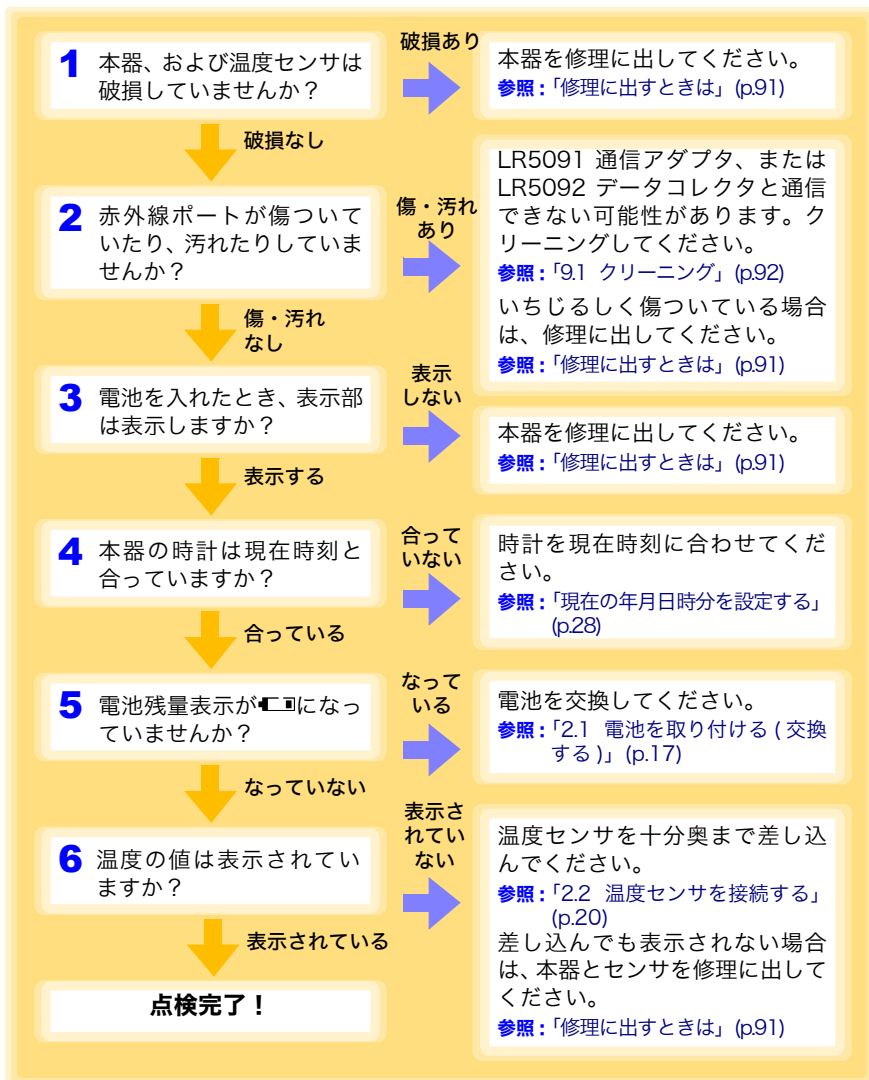 1 本器、および温度センサは
破損していませんか？
破損あり
本器を修理に出してください。
参照：「修理に出すときは」(p.91)
破損なし
2 赤外線ポートが傷ついて
いたり、汚れたりしていま
せんか？
傷・汚れ
あり
LR5091 通信アダプタ、または
LR5092 データコレクタと通信
できない可能性があります。ク
リーニングしてください。
参照：「9.1 クリーニング」(p.92)
いちじるしく傷ついている場合
は、修理に出してください。
参照：「修理に出すときは」(p.91)
傷・汚れ
なし
3 電池を入れたとき、表示部
は表示しますか？
表示
しない
本器を修理に出してください。
参照：「修理に出すときは」(p.91)
表示する
4 本器の時計は現在時刻と
合っていますか？
合って
いない
時計を現在時刻に合わせてくだ
さい。
参照：「現在の年月日時分を設定する」
(p.28)
合っている
5 電池残量表示がになっ
ていませんか？
なって
いる
電池を交換してください。
参照：「2.1 電池を取り付ける ( 交換
する )」(p.17)
なっていない
6 温度の値は表示されてい
ますか？
表示さ
れてい
ない
温度センサを十分奥まで差し込
んでください。
参照：「2.2 温度センサを接続する」
(p.20)
差し込んでも表示されない場合
は、本器とセンサを修理に出して
ください。
参照：「修理に出すときは」(p.91)
表示されている
点検完了！